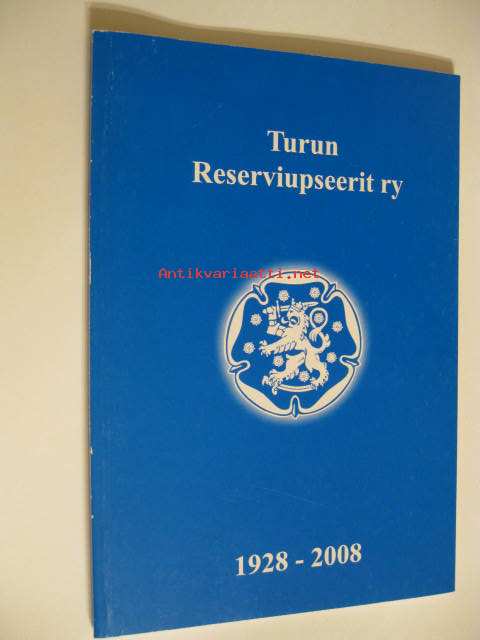 Turun
Reserviupseerit ry
Antikvariaatti.net
1928 - 2008